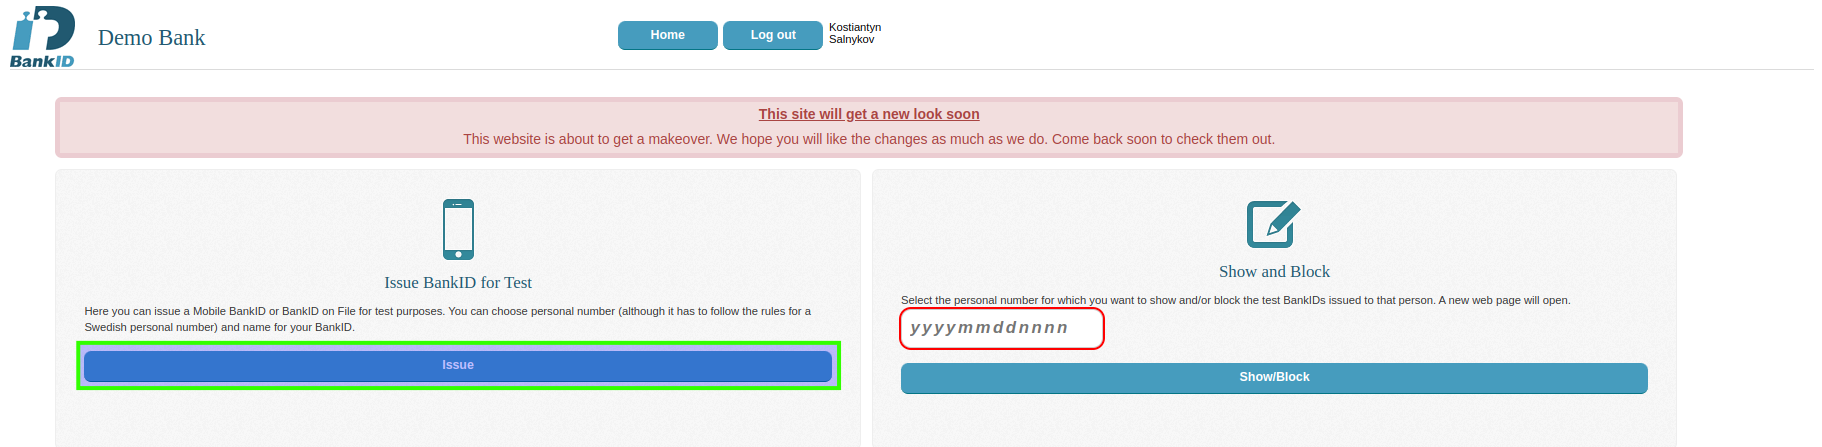 BankID
Demo Bank
Home
Log out
Kostiantyn
Salnykov
This site will get a new look soon
This website is about to get a makeover. We hope you will like the changes as much as we do. Come back soon to check them out.
Issue BankID for Test
Here you can issue a Mobile BankID or BankID on File for test purposes. You can choose personal number (although it has to follow the rules for a
Swedish personal number) and name for your BankID.
Issue
Show and Block
Select the personal number for which you want to show and/or block the test BankIDs issued to that person. A new web page will open.
yyyymmddnnnn
Show/Block